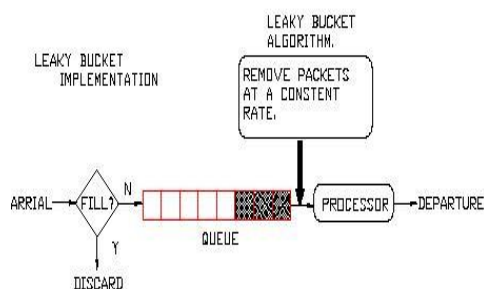 LEAKY BUCKET
ALGORITHM.
LEAKY BUCKET
IMPLEMENTATION
REMOVE PACKETS
AT A CONSTENT
RATE.
ARRIAL
FILL?
N
PROCESSOR
DEPARTURE
QUEUE
Y
DISCARD